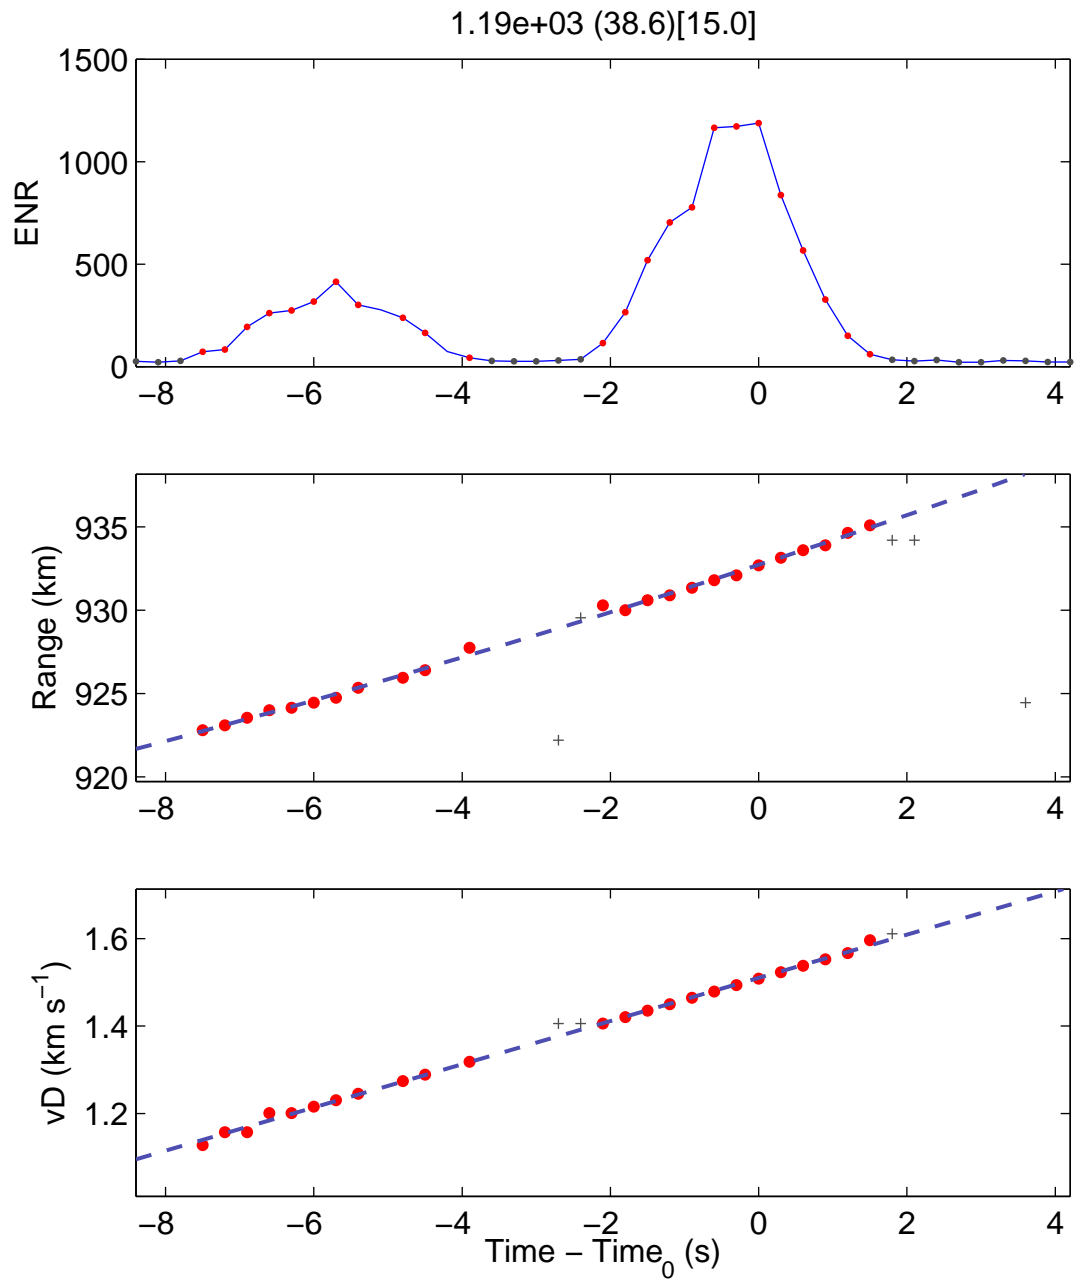 1.19e+03 (38.6)[15.0]
1500
1000
500
0
ENR
−8 −6 −4 −2 0 2 4
935
930
925
920
Range (km)
−8 −6 −4 −2 0 2 4
1.6
1.4
1.2
vD (km s⁻¹)
−8 −6 −4 −2 0 2 4
Time − Time₀ (s)